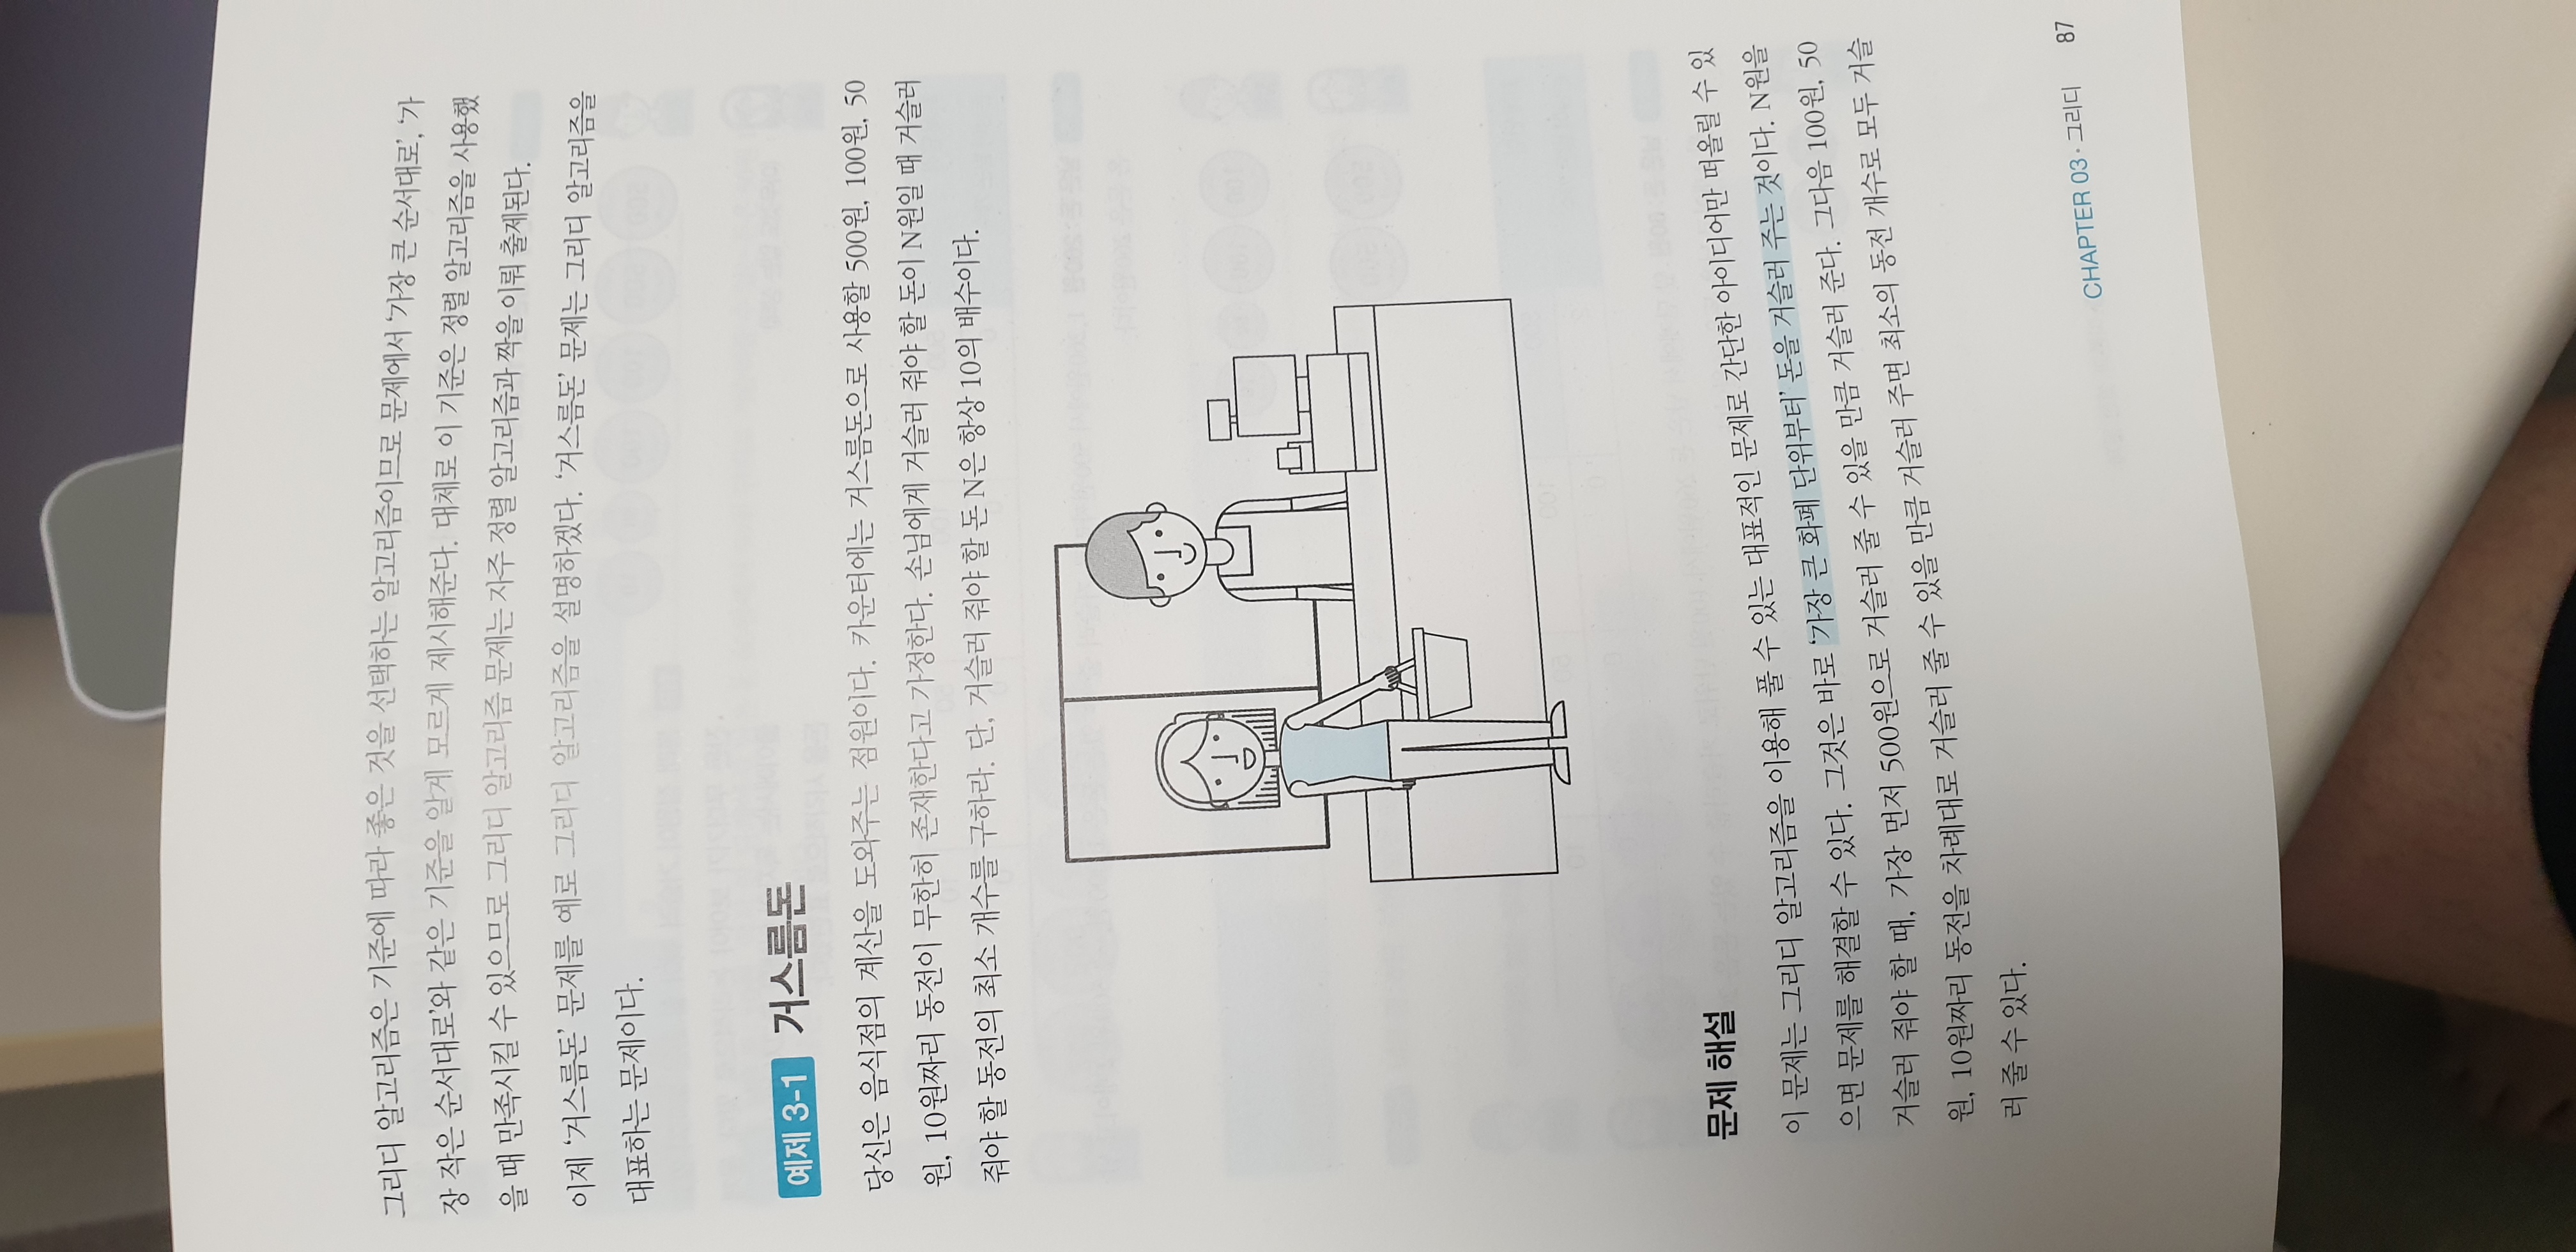 그리디 알고리즘은 기준에 따라 좋은 것을 선택하는 알고리즘이므로 문제에서 ‘가장 큰 순서대로’, ‘가
장 작은 순서대로’와 같은 기준을 알게 모르게 제시해준다. 대체로 이 기준은 정렬 알고리즘을 사용했
을 때 만족시킬 수 있으므로 그리디 알고리즘 문제는 자주 정렬 알고리즘과 짝을 이뤄 출제된다.
이제 ‘거스름돈’ 문제를 예로 그리디 알고리즘을 설명하겠다. ‘거스름돈’ 문제는 그리디 알고리즘을
대표하는 문제이다.
예제 3-1 거스름돈
당신은 음식점의 계산을 도와주는 점원이다. 카운터에는 거스름돈으로 사용할 500원, 100원, 50
원, 10원짜리 동전이 무한히 존재한다고 가정한다. 손님에게 거슬러 줘야 할 돈이 N원일 때 거슬러
줘야 할 동전의 최소 개수를 구하라. 단, 거슬러 줘야 할 돈 N은 항상 10의 배수이다.
문제 해설
이 문제는 그리디 알고리즘을 이용해 풀 수 있는 대표적인 문제로 간단한 아이디어만 떠올릴 수 있
으면 문제를 해결할 수 있다. 그것은 바로 ‘가장 큰 화폐 단위부터’ 돈을 거슬러 주는 것이다. N원을
거슬러 줘야 할 때, 가장 먼저 500원으로 거슬러 줄 수 있을 만큼 거슬러 준다. 그다음 100원, 50
원, 10원짜리 동전을 차례대로 거슬러 줄 수 있을 만큼 거슬러 주면 최소의 동전 개수로 모두 거슬
러 줄 수 있다.
CHAPTER 03 · 그리디 87